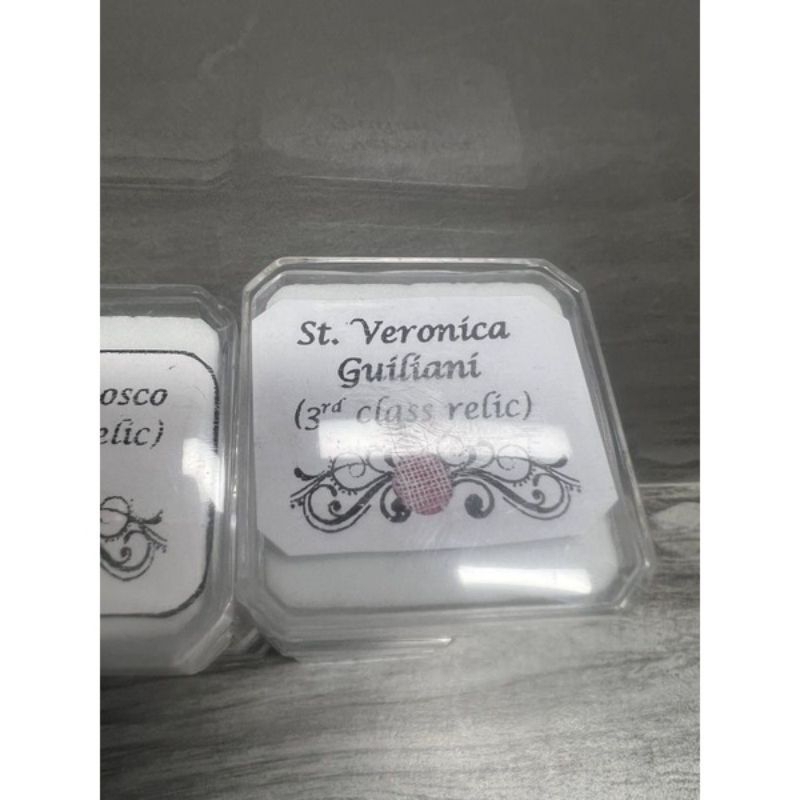 St. Veronica
Guiliani
(3rd class relic)
osco
elic)